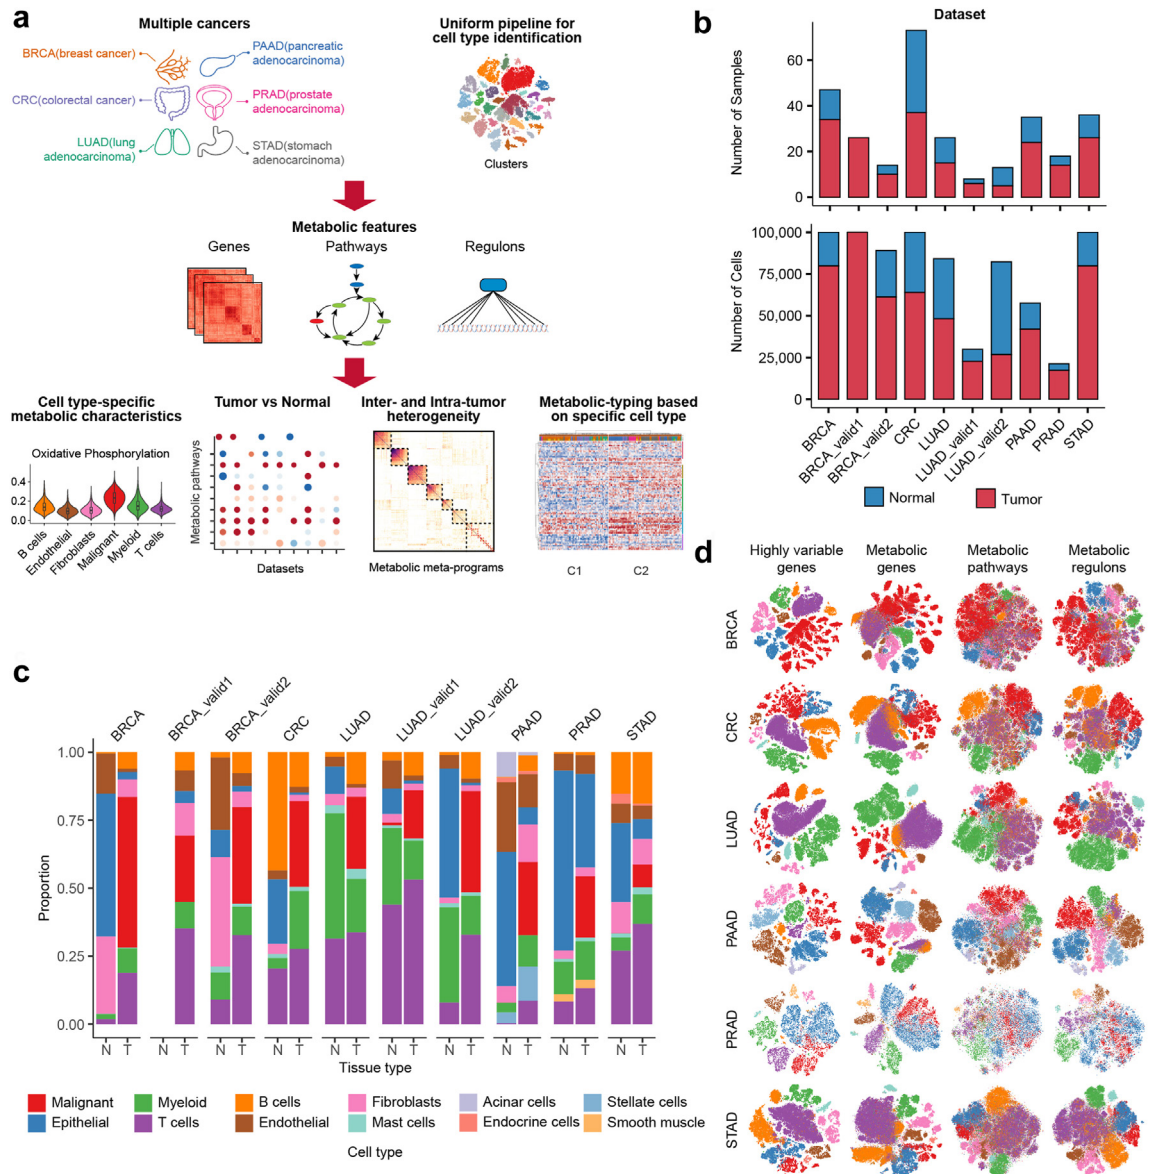 a
Multiple cancers
BRCA(breast cancer)
PAAD(pancreatic
adenocarcinoma)
CRC(colorectal cancer)
PRAD(prostate
adenocarcinoma)
LUAD(lung
adenocarcinoma)
STAD(stomach
adenocarcinoma)
Uniform pipeline for
cell type identification
Clusters
Metabolic features
Genes
Pathways
Regulons
Cell type-specific
metabolic characteristics
Oxidative Phosphorylation
0.4
0.2
0.0
B cells
Endothelial
Fibroblasts
Malignant
Myeloid
T cells
Tumor vs Normal
Metabolic pathways
Datasets
Inter- and Intra-tumor
heterogeneity
Metabolic meta-programs
Metabolic-typing based
on specific cell type
C1
C2
b
Dataset
Number of Samples
60
40
20
0
Number of Cells
100,000
75,000
50,000
25,000
0
BRCA
BRCA_valid1
BRCA_valid2
CRC
LUAD
LUAD_valid1
LUAD_valid2
PAAD
PRAD
STAD
Normal
Tumor
c
BRCA
BRCA_valid1
BRCA_valid2
CRC
LUAD
LUAD_valid1
LUAD_valid2
PAAD
PRAD
STAD
Proportion
1.00
0.75
0.50
0.25
0.00
N T N T N T N T N T N T N T N T N T N T
Tissue type
Malignant
Myeloid
B cells
Fibroblasts
Acinar cells
Stellate cells
Epithelial
T cells
Endothelial
Mast cells
Endocrine cells
Smooth muscle
Cell type
d
Highly variable
genes
Metabolic
genes
Metabolic
pathways
Metabolic
regulons
BRCA
CRC
LUAD
PAAD
PRAD
STAD